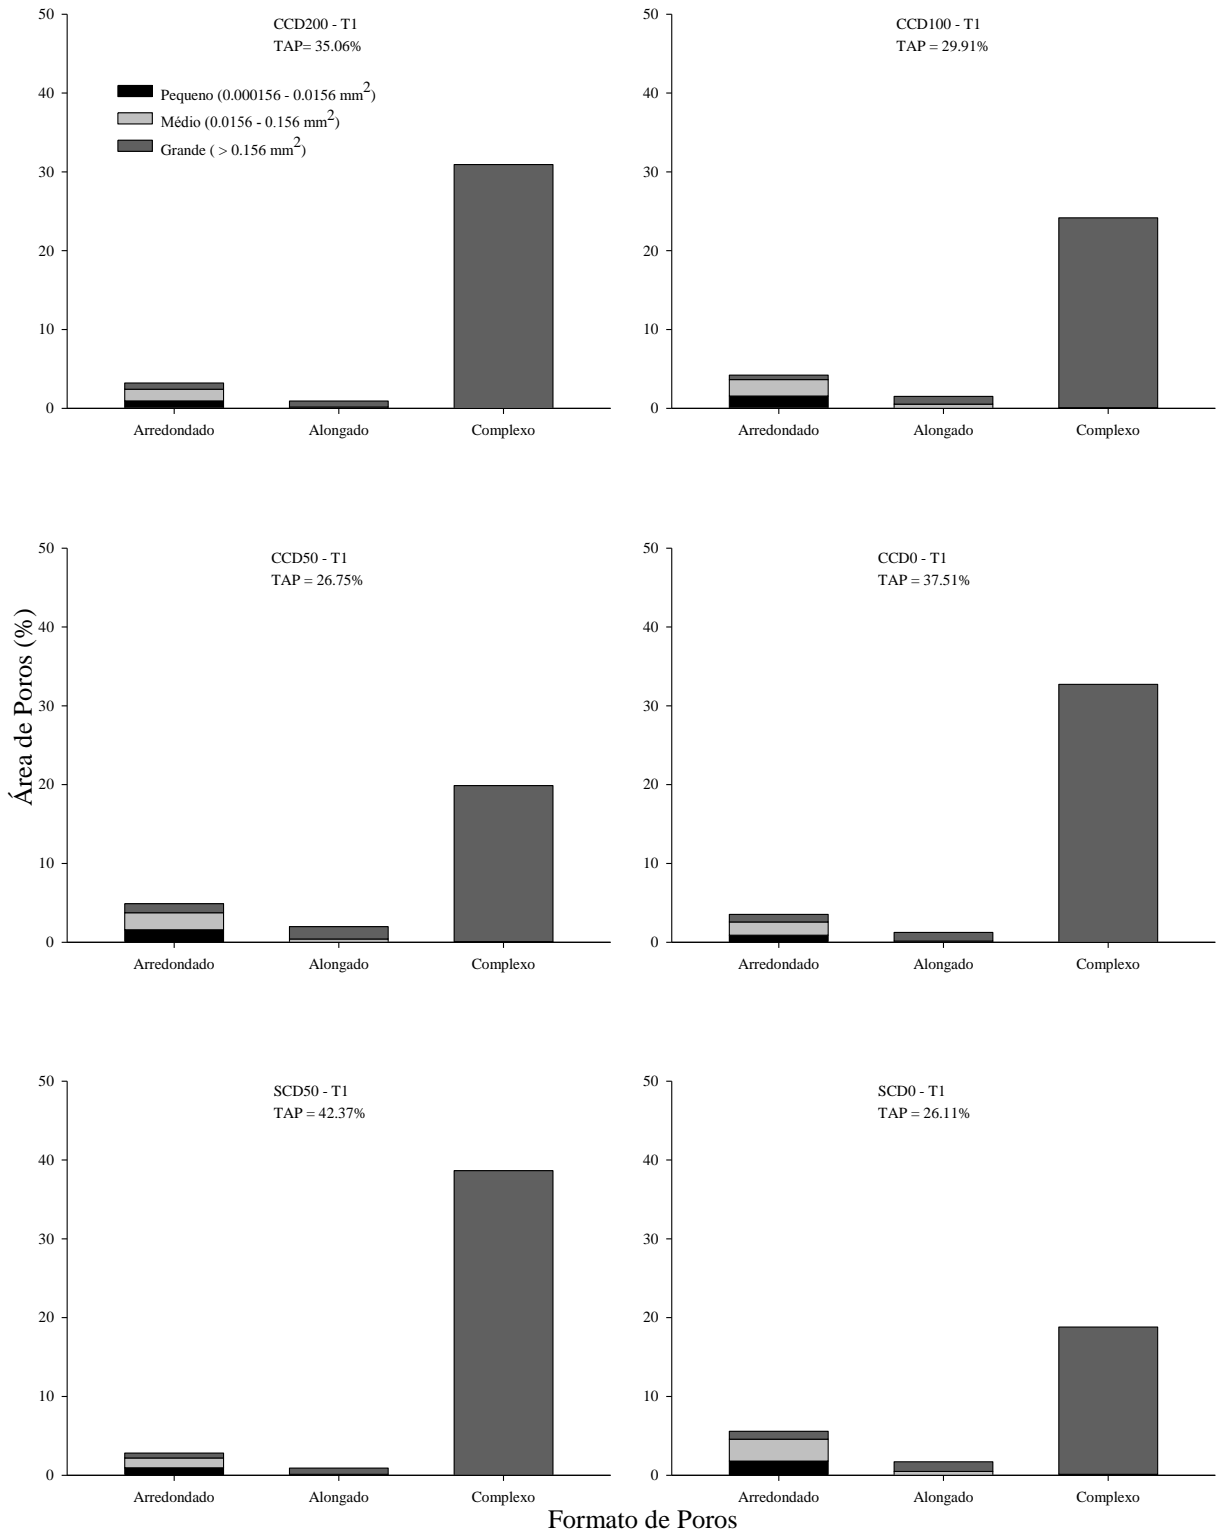 CCD200 - T1
TAP= 35.06%
Pequeno (0.000156 - 0.0156 mm²)
Médio (0.0156 - 0.156 mm²)
Grande ( > 0.156 mm²)
50
40
30
20
10
0
Arredondado Alongado Complexo
CCD100 - T1
TAP = 29.91%
50
40
30
20
10
0
Arredondado Alongado Complexo
Área de Poros (%)
CCD50 - T1
TAP = 26.75%
50
40
30
20
10
0
Arredondado Alongado Complexo
CCD0 - T1
TAP = 37.51%
50
40
30
20
10
0
Arredondado Alongado Complexo
SCD50 - T1
TAP = 42.37%
50
40
30
20
10
0
Arredondado Alongado Complexo
SCD0 - T1
TAP = 26.11%
50
40
30
20
10
0
Arredondado Alongado Complexo
Formato de Poros